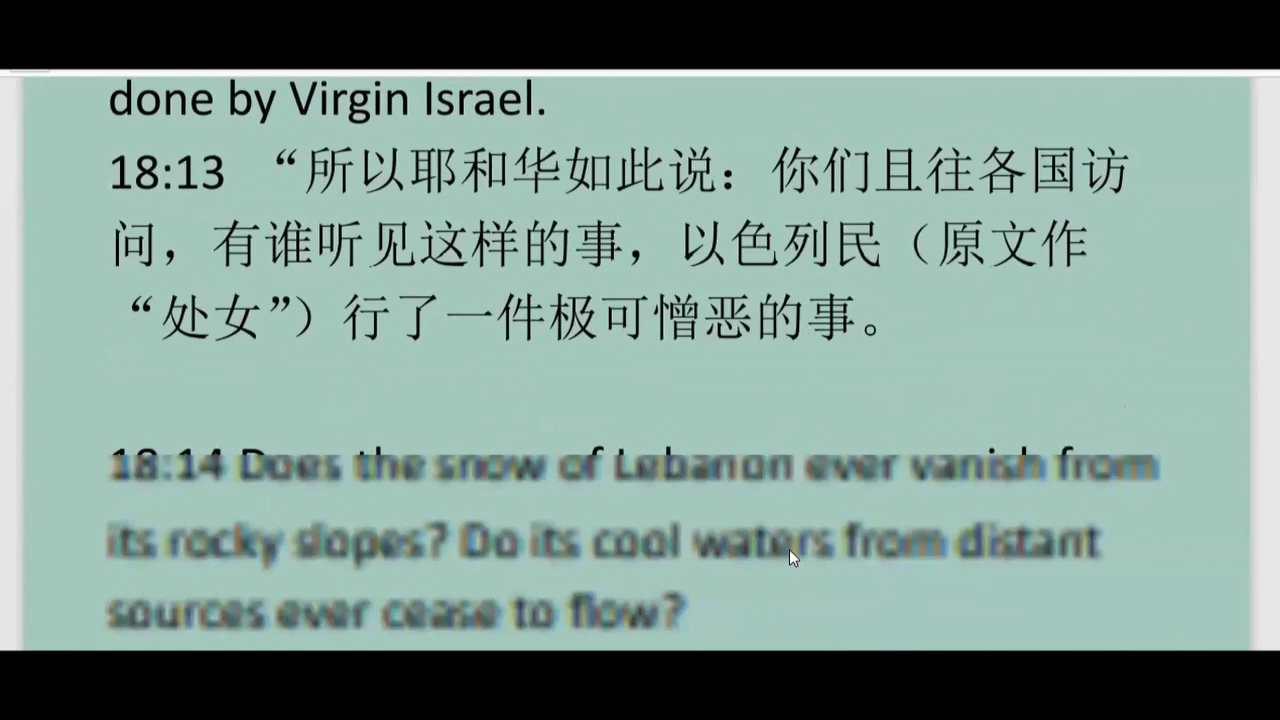 done by Virgin Israel.
18:13 “所以耶和华如此说：你们且往各国访
问，有谁听见这样的事，以色列民（原文作
“处女”）行了一件极可憎恶的事。
18:14 Does the snow of Lebanon ever vanish from
its rocky slopes? Do its cool waters from distant
sources ever cease to flow?